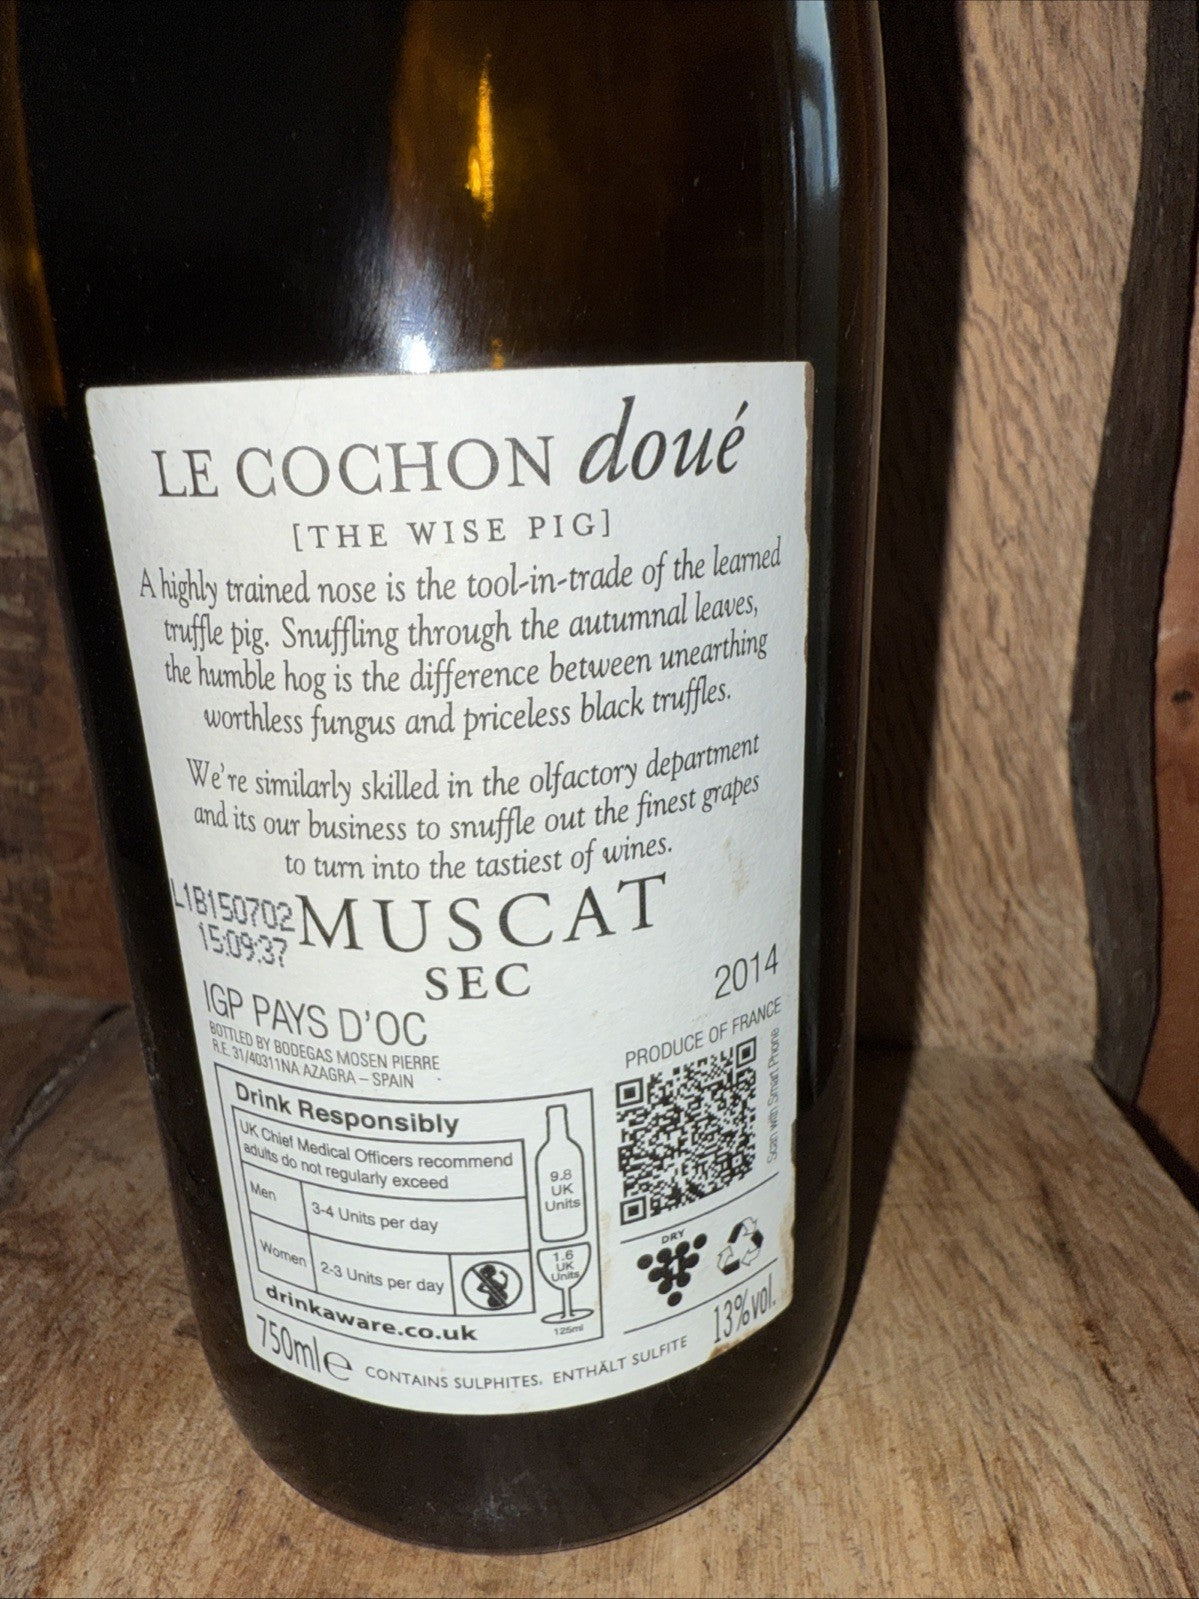 LE COCHON doué
[THE WISE PIG]
A highly trained nose is the tool-in-trade of the learned
truffle pig. Snuffling through the autumnal leaves,
the humble hog is the difference between unearthing
worthless fungus and priceless black truffles.
We're similarly skilled in the olfactory department
and its our business to snuffle out the finest grapes
to turn into the tastiest of wines.
L1B150702
15:09:37
MUSCAT
SEC
IGP PAYS D'OC
BOTTLED BY BODEGAS MOSEN PIERRE
R.E. 31/40311NA AZAGRA – SPAIN
2014
PRODUCE OF FRANCE
Scan with Smart Phone
Drink Responsibly
UK Chief Medical Officers recommend
adults do not regularly exceed
Men
3-4 Units per day
Women
2-3 Units per day
drinkaware.co.uk
9.8
UK
Units
1.6
UK
Units
125ml
DRY
750ml e
CONTAINS SULPHITES. ENTHÄLT SULFITE
13%vol.